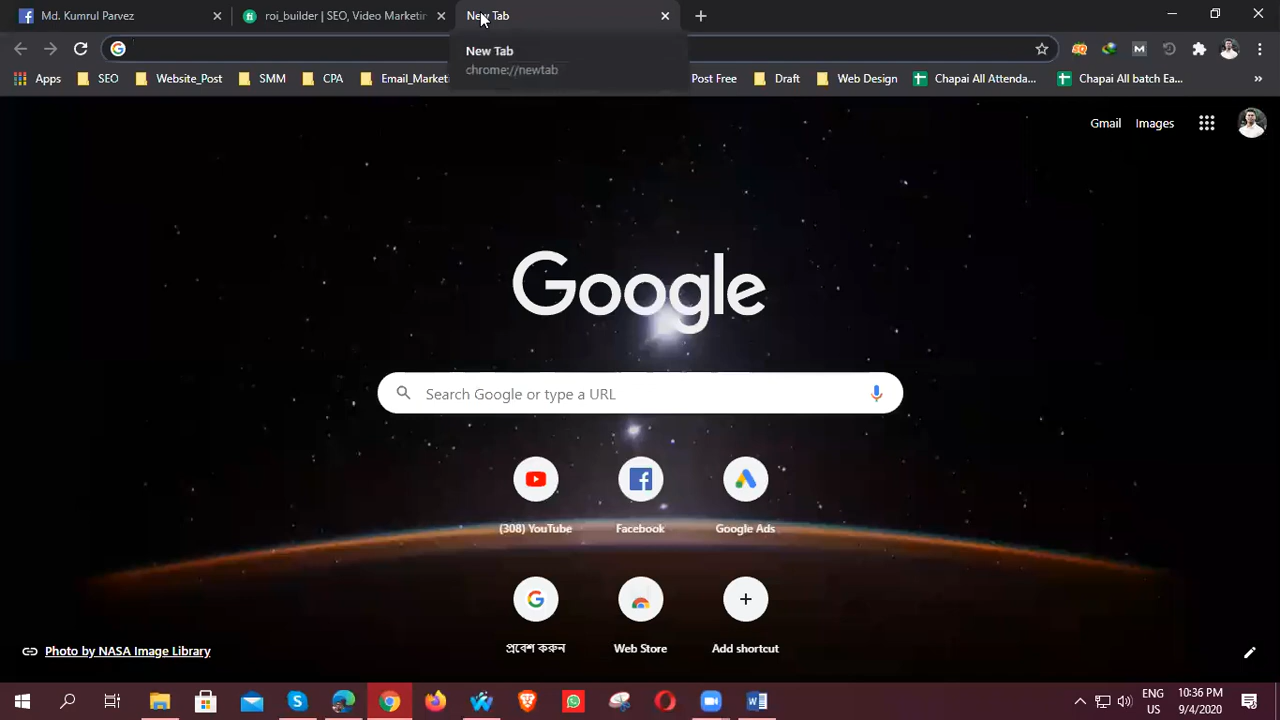 Md. Kumrul Parvez
roi_builder | SEO, Video Marketin
New Tab
New Tab
chrome://newtab
Apps
SEO
Website_Post
SMM
CPA
Email_Market
Post Free
Draft
Web Design
Chapai All Attenda...
Chapai All batch Ea...
Gmail
Images
Google
Search Google or type a URL
(308) YouTube
Facebook
Google Ads
প্রবেশ করুন
Web Store
Add shortcut
Photo by NASA Image Library
ENG
US
10:36 PM
9/4/2020